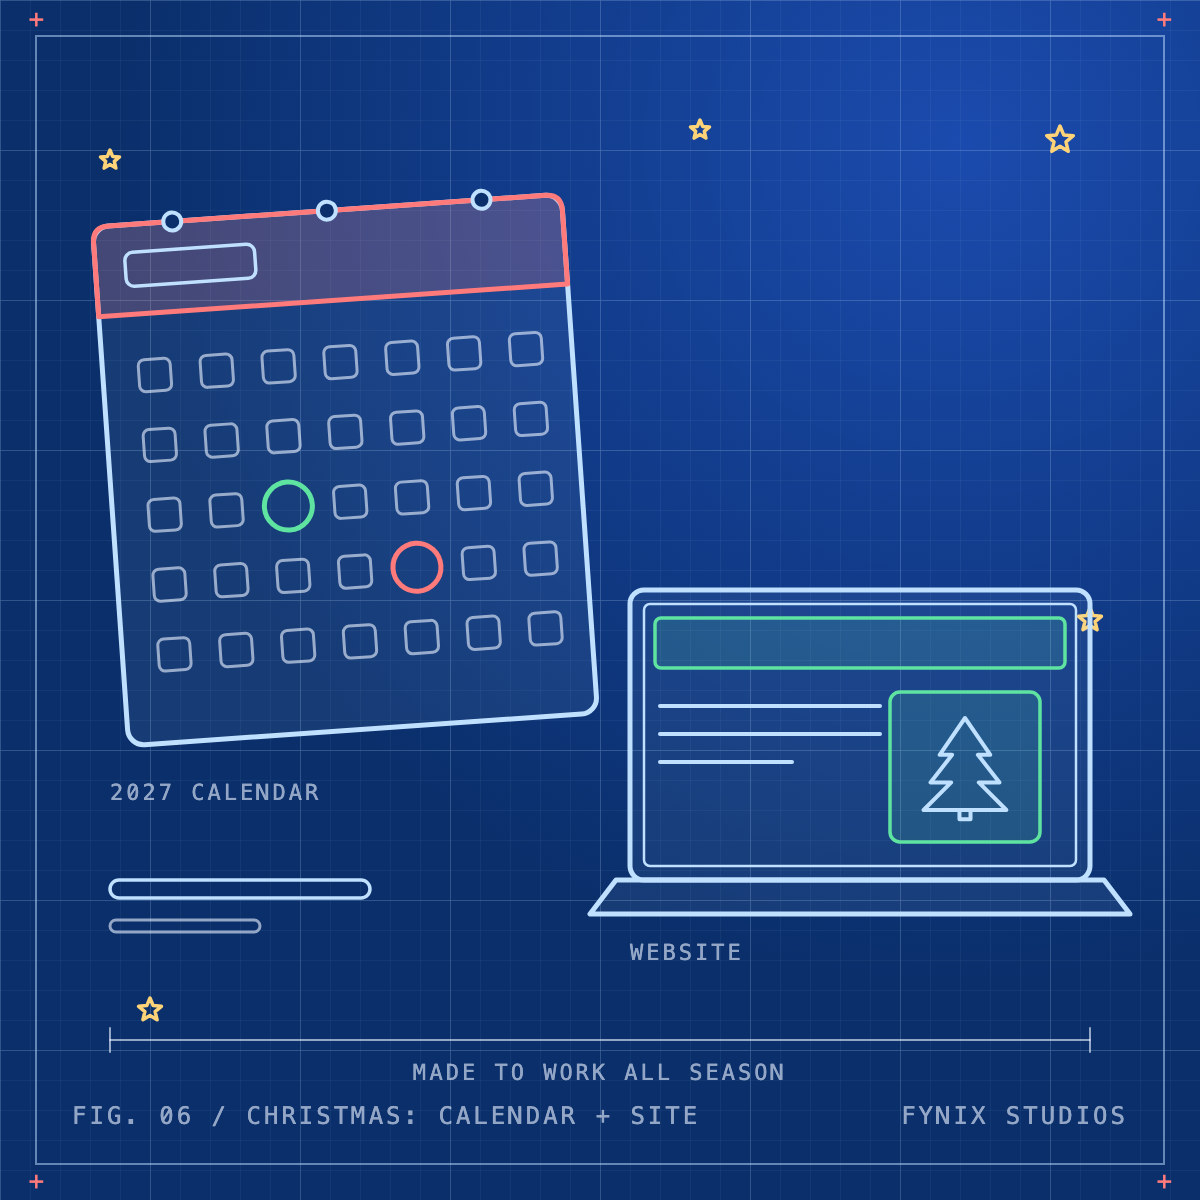 2027 CALENDAR
WEBSITE
MADE TO WORK ALL SEASON
FIG. 06 / CHRISTMAS: CALENDAR + SITE
FYNIX STUDIOS